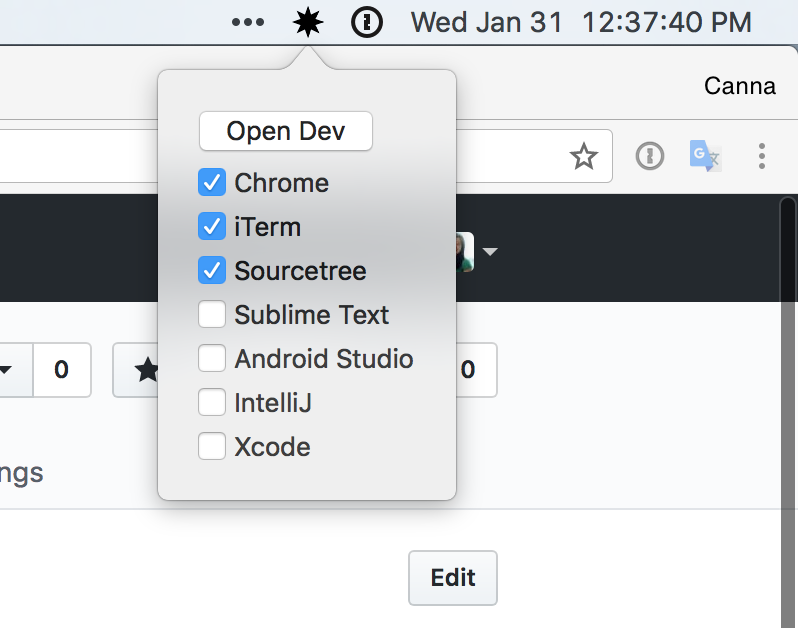 Wed Jan 31 12:37:40 PM
Canna
Open Dev
Chrome
iTerm
Sourcetree
Sublime Text
Android Studio
IntelliJ
Xcode
0
0
ngs
Edit